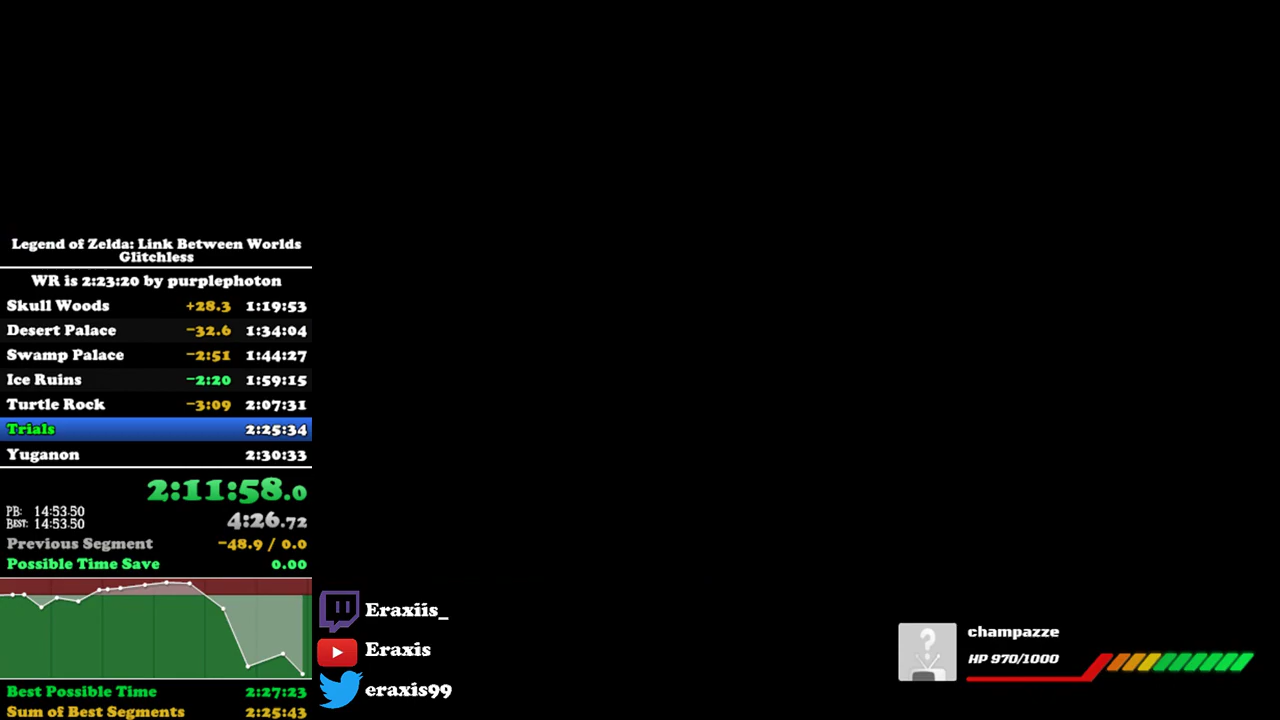 Legend of Zelda: Link Between Worlds
Glitchless
WR is 2:23:20 by purplephoton
Skull Woods +28.3 1:19:53
Desert Palace -32.6 1:34:04
Swamp Palace -2:51 1:44:27
Ice Ruins -2:20 1:59:15
Turtle Rock -3:09 2:07:31
Trials 2:25:34
Yuganon 2:30:33
2:11:58.0
PB: 14:53.50
BEST: 14:53.50
4:26.72
Previous Segment -48.9 / 0.0
Possible Time Save 0.00
Eraxiis_
Eraxis
eraxis99
Best Possible Time 2:27:23
Sum of Best Segments 2:25:43
champazze
HP 970/1000